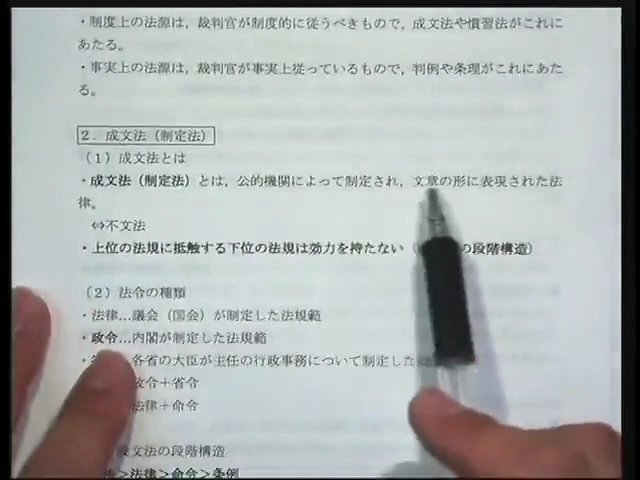 ・制度上の法源は，裁判官が制度的に従うべきもので，成文法や慣習法がこれに
あたる。
・事実上の法源は，裁判官が事実上従っているもので，判例や条理がこれにあた
る。
２．成文法（制定法）
（１）成文法とは
・成文法（制定法）とは，公的機関によって制定され，文章の形に表現された法
律。
⇔不文法
・上位の法規に抵触する下位の法規は効力を持たない（ の段階構造）
（２）法令の種類
・法律…議会（国会）が制定した法規範
・政令…内閣が制定した法規範
・ 各省の大臣が主任の行政事務について制定した
政令＋省令
法律＋命令
成文法の段階構造
＞法律＞命令＞条例